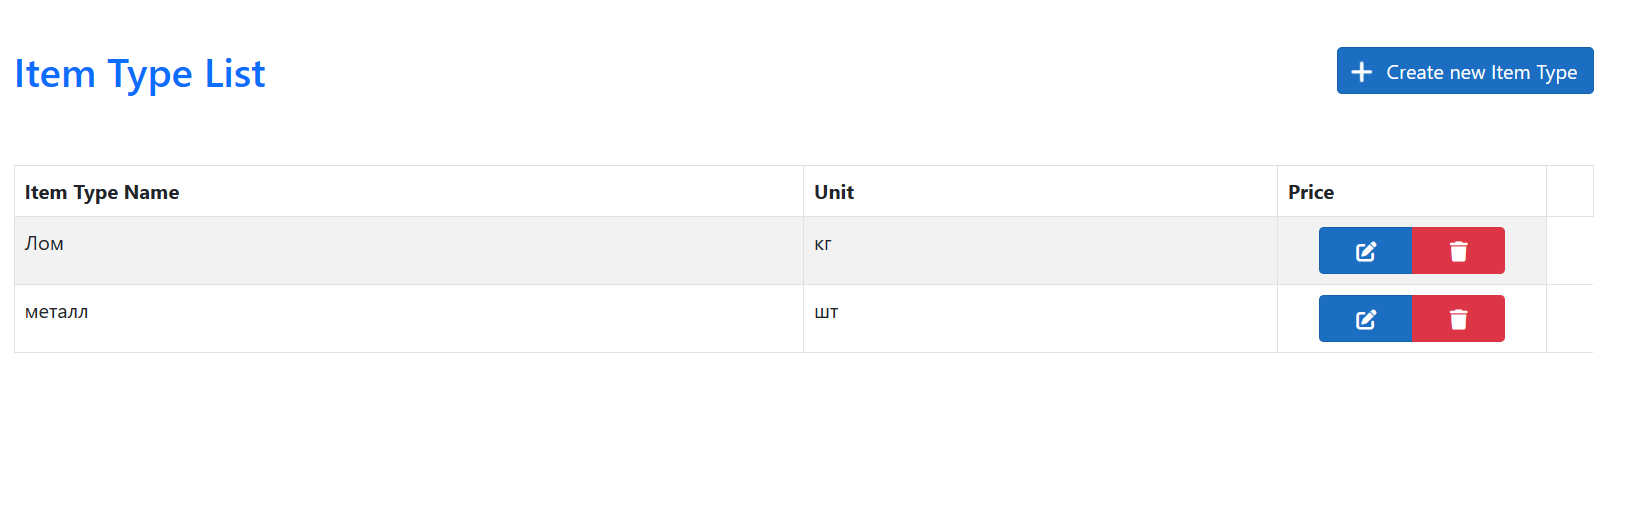 Item Type List
Create new Item Type
Item Type Name Unit Price
Лом кг
металл шт